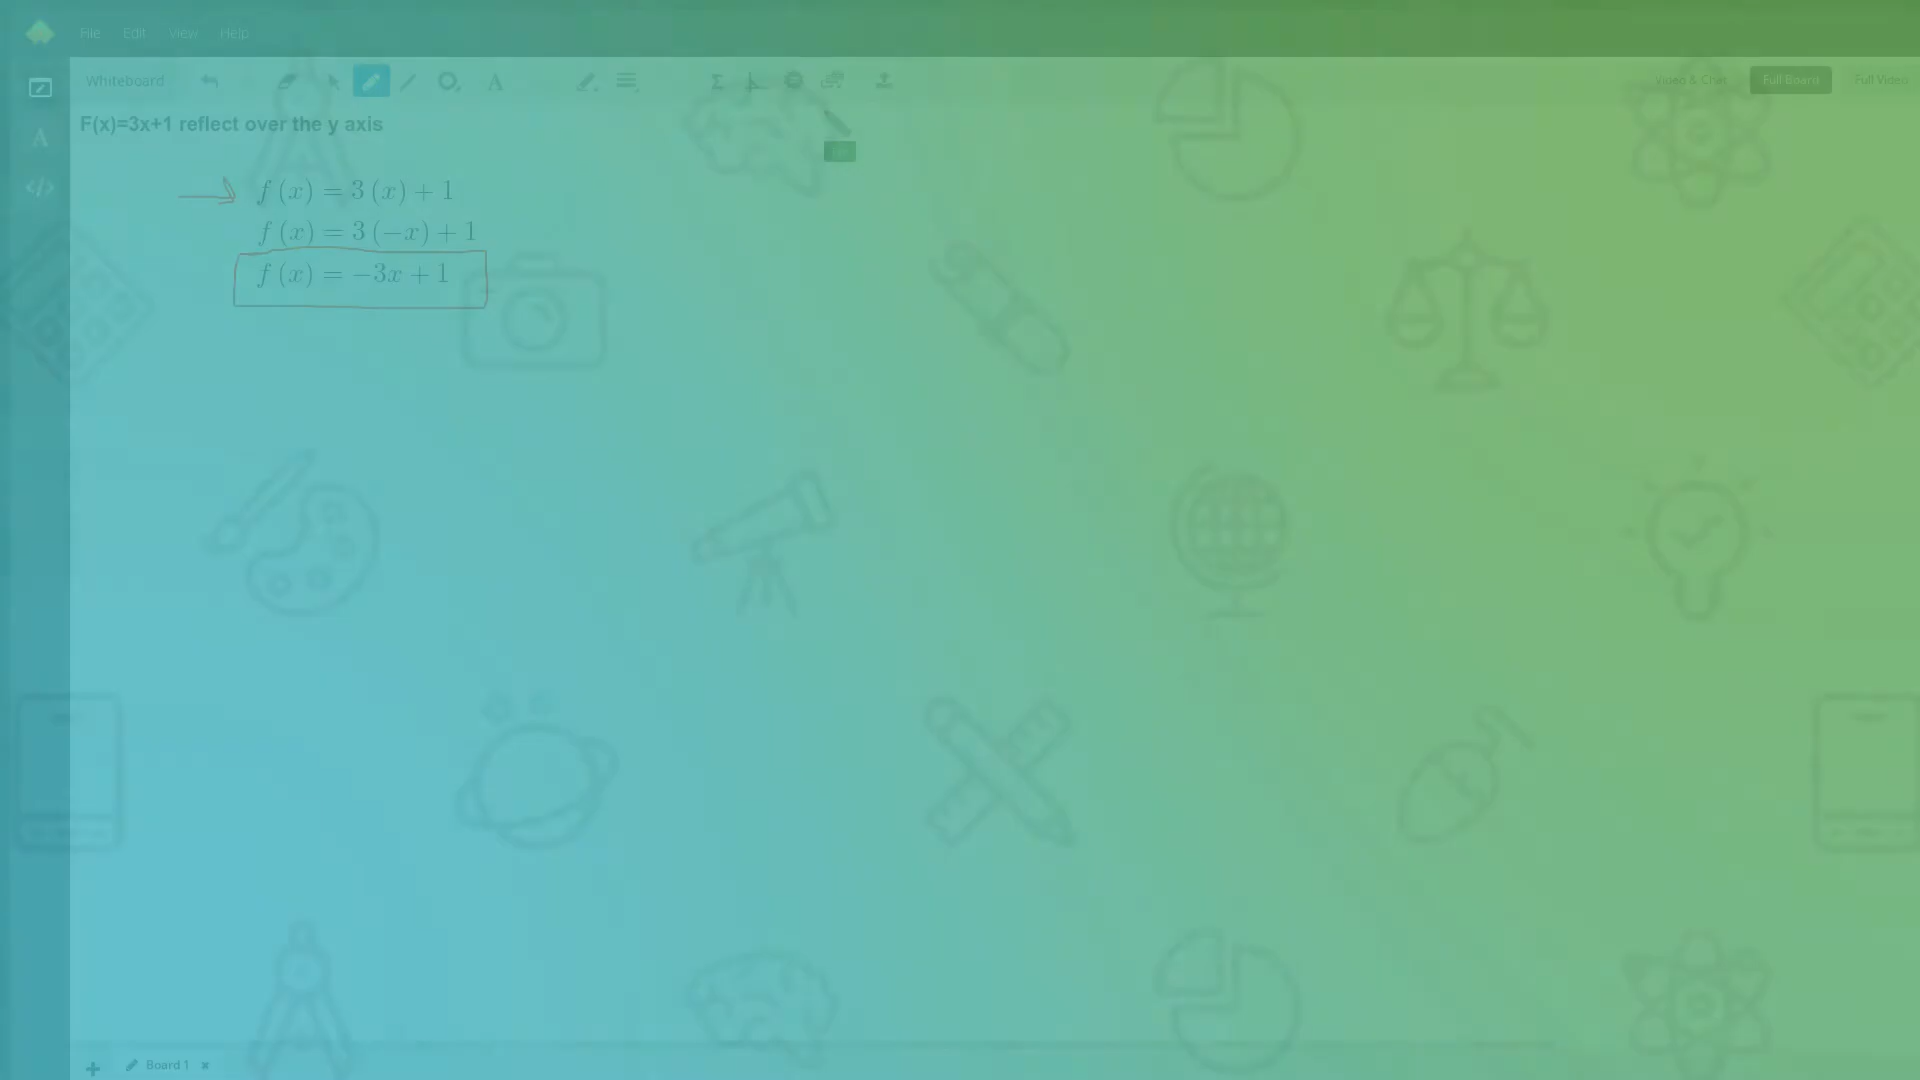 File Edit View Help
Whiteboard A Video & Chat Full Board Full Video
F(x)=3x+1 reflect over the y axis
A
</>
f (x) = 3 (x) + 1
f (x) = 3 (−x) + 1
f (x) = −3x + 1
Board 1